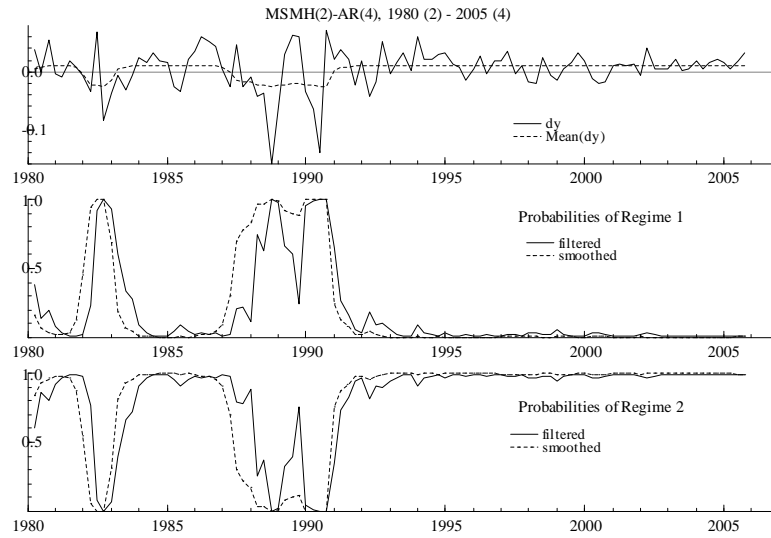 MSMH(2)-AR(4), 1980 (2) - 2005 (4)
0.0
-0.1
dy
Mean(dy)
1980 1985 1990 1995 2000 2005
1.0
Probabilities of Regime 1
filtered
smoothed
0.5
1980 1985 1990 1995 2000 2005
1.0
Probabilities of Regime 2
filtered
smoothed
0.5
1980 1985 1990 1995 2000 2005